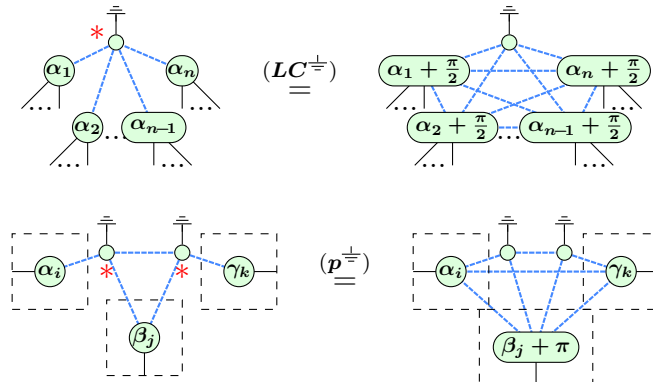 *
α₁ αₙ (LC⏚) = α₁ + π/2 αₙ + π/2
... ... ... ...
α₂ ... αₙ₋₁ α₂ + π/2 ... αₙ₋₁ + π/2
... ... ... ...
αᵢ * * γₖ (p⏚) = αᵢ γₖ
βⱼ βⱼ + π